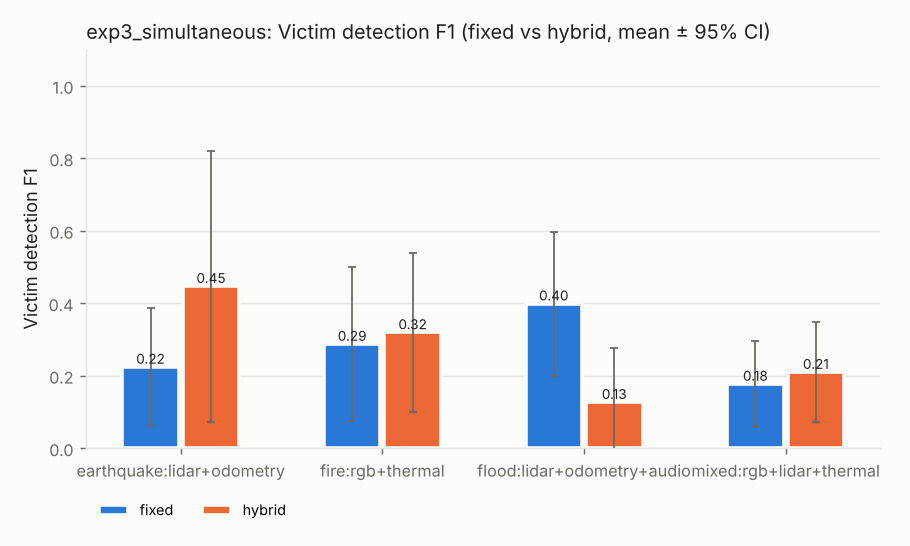 exp3_simultaneous: Victim detection F1 (fixed vs hybrid, mean ± 95% CI)
Victim detection F1
1.0
0.8
0.6
0.4
0.2
0.0
0.22
0.45
0.29
0.32
0.40
0.13
0.18
0.21
earthquake:lidar+odometry
fire:rgb+thermal
flood:lidar+odometry+audio
mixed:rgb+lidar+thermal
fixed
hybrid